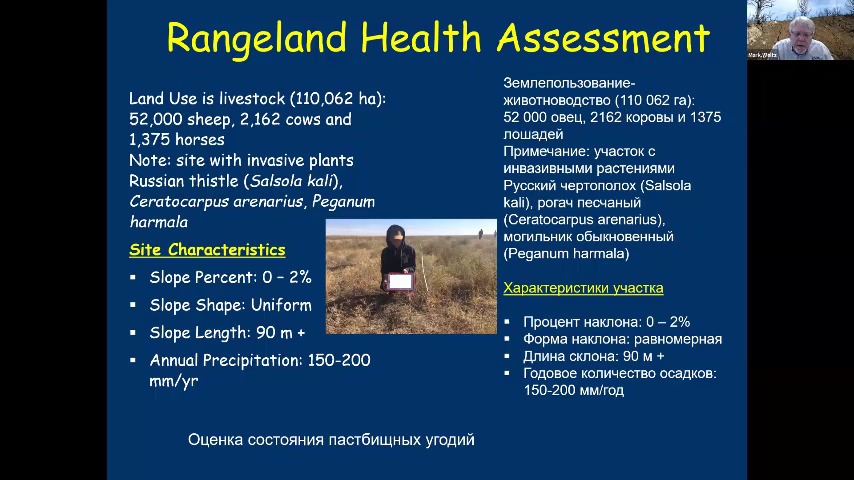 Rangeland Health Assessment
Land Use is livestock (110,062 ha):
52,000 sheep, 2,162 cows and
1,375 horses
Note: site with invasive plants
Russian thistle (Salsola kali),
Ceratocarpus arenarius, Peganum
harmala
Site Characteristics
▪ Slope Percent: 0 – 2%
▪ Slope Shape: Uniform
▪ Slope Length: 90 m +
▪ Annual Precipitation: 150-200
mm/yr
Землепользование-
животноводство (110 062 га):
52 000 овец, 2162 коровы и 1375
лошадей
Примечание: участок с
инвазивными растениями
Русский чертополох (Salsola
kali), рогач песчаный
(Ceratocarpus arenarius),
могильник обыкновенный
(Peganum harmala)
Характеристики участка
▪ Процент наклона: 0 – 2%
▪ Форма наклона: равномерная
▪ Длина склона: 90 м +
▪ Годовое количество осадков:
150-200 мм/год
Оценка состояния пастбищных угодий
Mark.Weltz